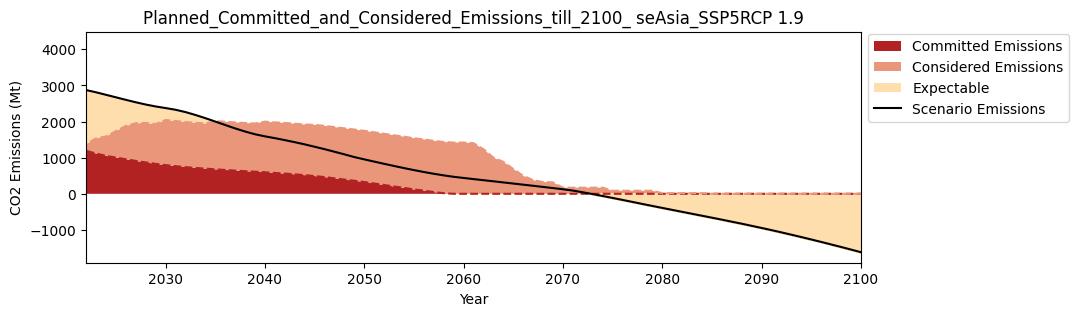 Planned_Committed_and_Considered_Emissions_till_2100_ seAsia_SSP5RCP 1.9
CO2 Emissions (Mt)
4000
3000
2000
1000
0
−1000
2030
2040
2050
2060
2070
2080
2090
2100
Year
Committed Emissions
Considered Emissions
Expectable
Scenario Emissions